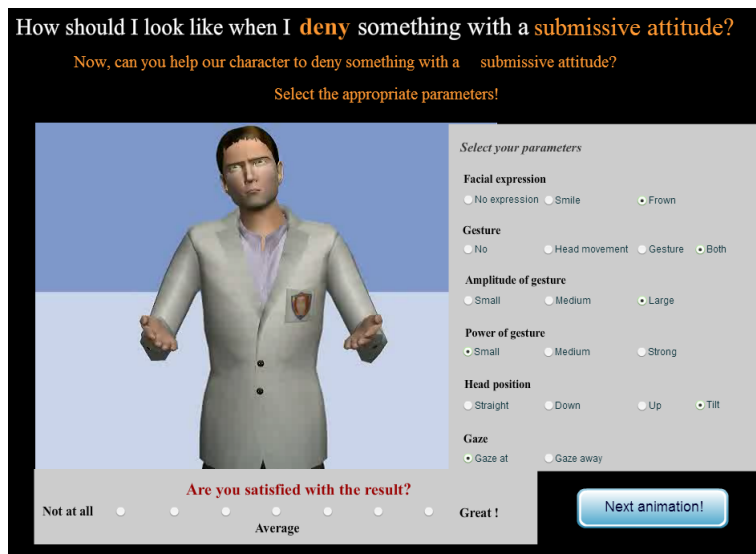 How should I look like when I deny something with a submissive attitude?
Now, can you help our character to deny something with a submissive attitude?
Select the appropriate parameters!
Select your parameters
Facial expression
No expression Smile Frown
Gesture
No Head movement Gesture Both
Amplitude of gesture
Small Medium Large
Power of gesture
Small Medium Strong
Head position
Straight Down Up Tilt
Gaze
Gaze at Gaze away
Are you satisfied with the result?
Not at all Great !
Average
Next animation!